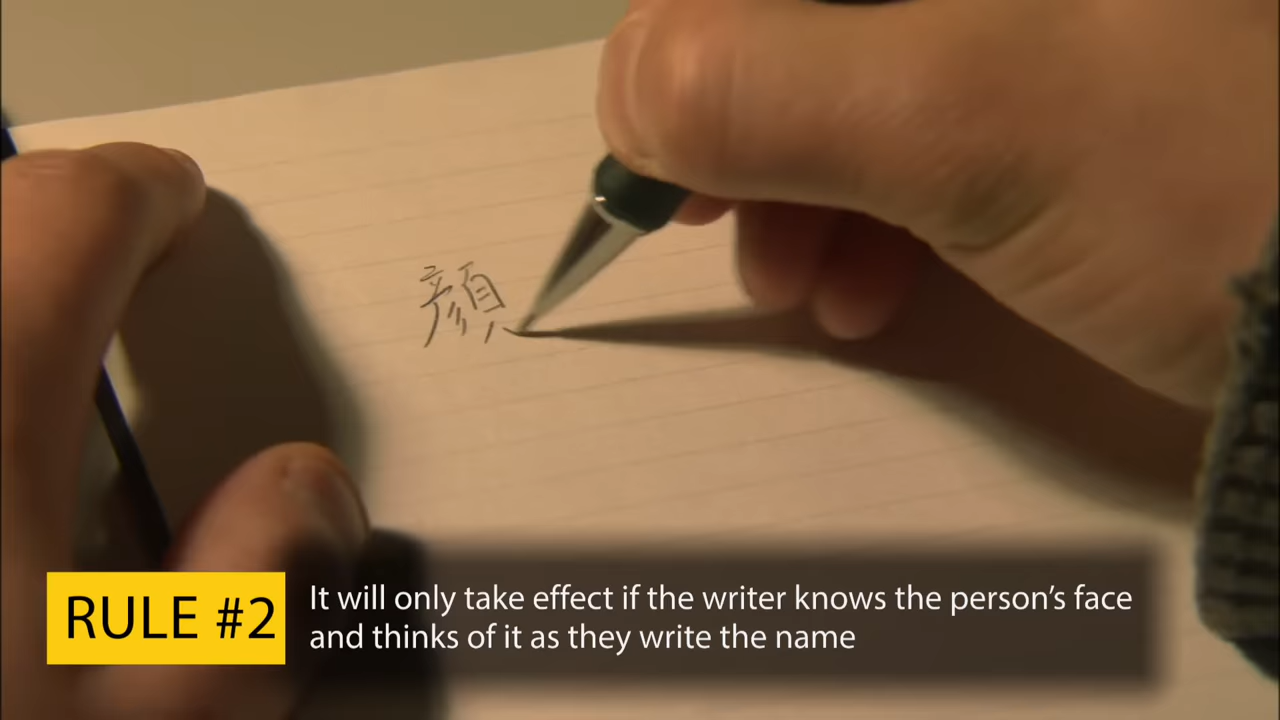 顔
RULE #2
It will only take effect if the writer knows the person's face
and thinks of it as they write the name